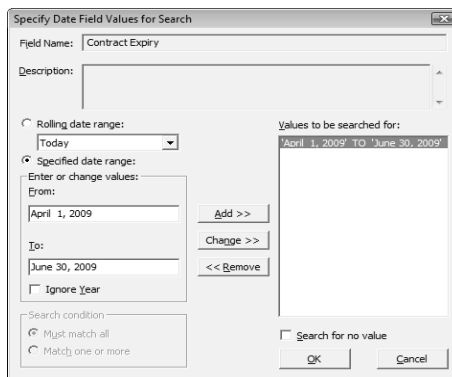 Specify Date Field Values for Search
Field Name: Contract Expiry
Description:
Rolling date range:
Today
Specified date range:
Enter or change values:
From:
April 1, 2009
To:
June 30, 2009
Ignore Year
Search condition
Must match all
Match one or more
Add >>
Change >>
<< Remove
Values to be searched for:
'April 1, 2009' TO 'June 30, 2009'
Search for no value
OK
Cancel